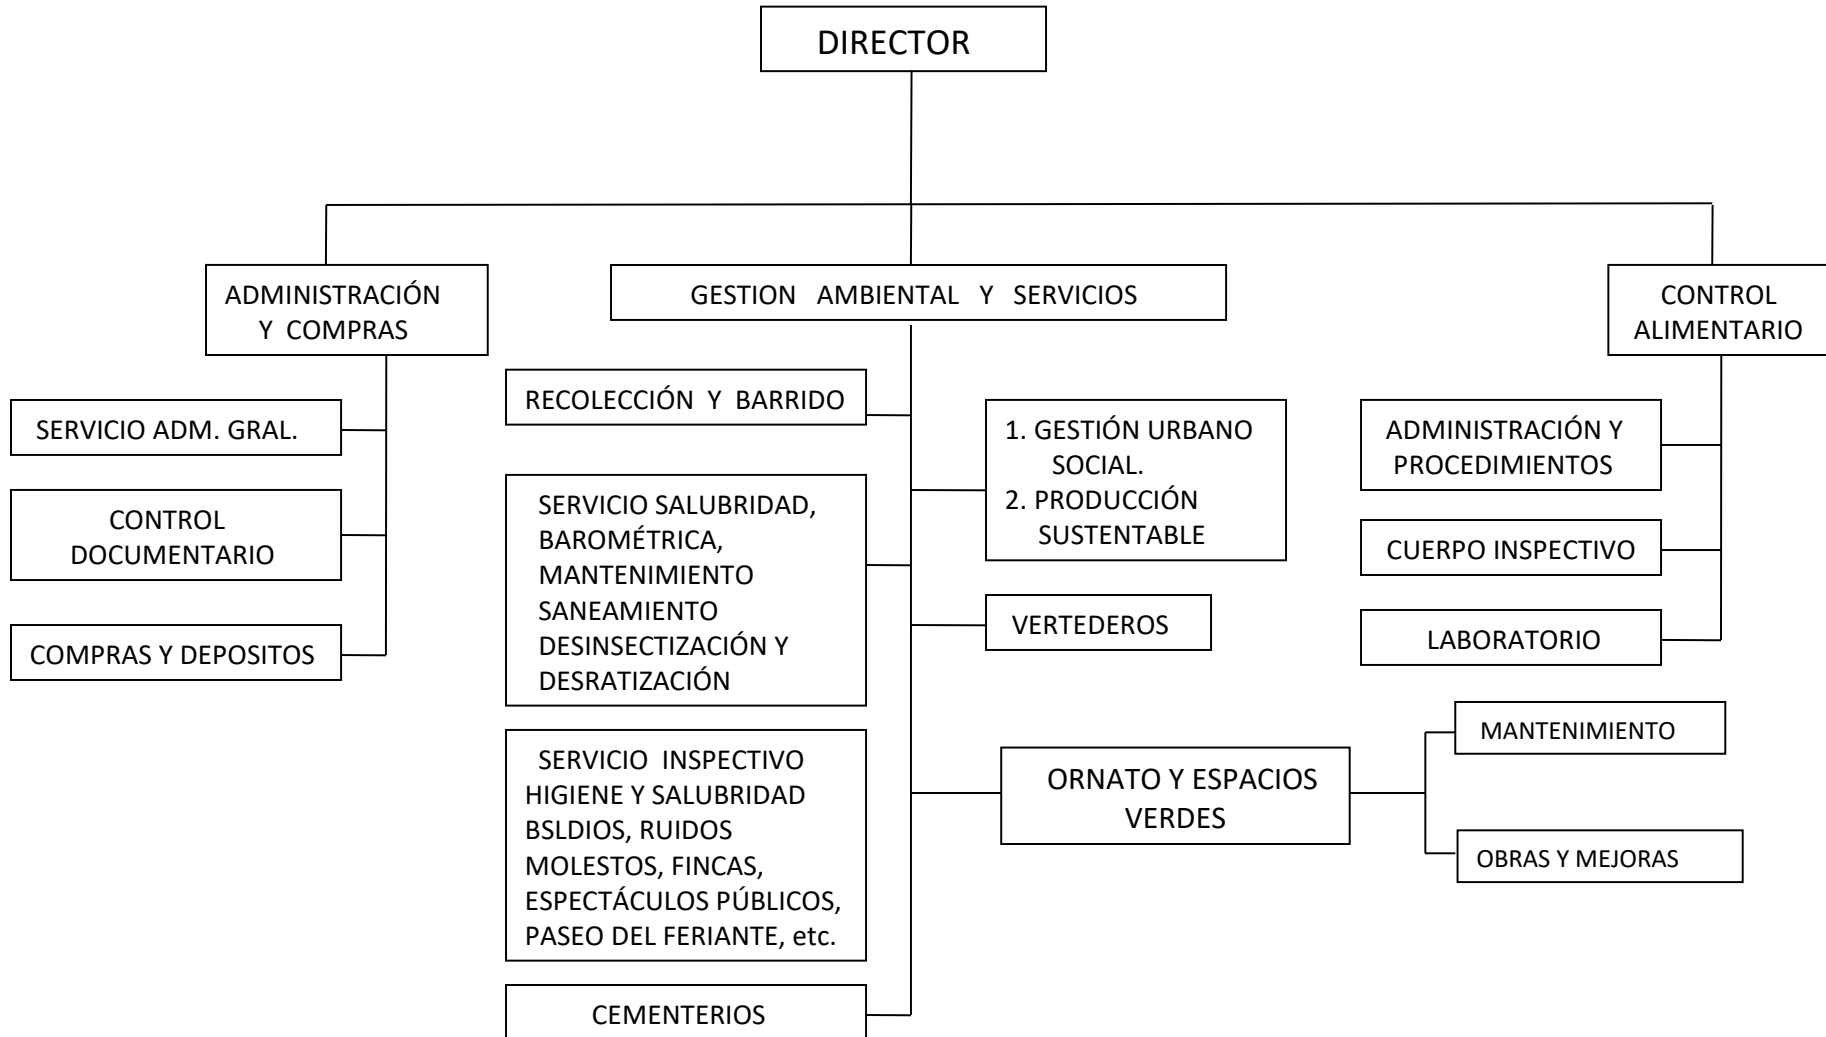 DIRECTOR
ADMINISTRACIÓN
Y COMPRAS
GESTION AMBIENTAL Y SERVICIOS
CONTROL
ALIMENTARIO
SERVICIO ADM. GRAL.
CONTROL
DOCUMENTARIO
COMPRAS Y DEPOSITOS
RECOLECCIÓN Y BARRIDO
SERVICIO SALUBRIDAD,
BAROMÉTRICA,
MANTENIMIENTO
SANEAMIENTO
DESINSECTIZACIÓN Y
DESRATIZACIÓN
SERVICIO INSPECTIVO
HIGIENE Y SALUBRIDAD
BSLDIOS, RUIDOS
MOLESTOS, FINCAS,
ESPECTÁCULOS PÚBLICOS,
PASEO DEL FERIANTE, etc.
CEMENTERIOS
1. GESTIÓN URBANO
SOCIAL.
2. PRODUCCIÓN
SUSTENTABLE
VERTEDEROS
ORNATO Y ESPACIOS
VERDES
MANTENIMIENTO
OBRAS Y MEJORAS
ADMINISTRACIÓN Y
PROCEDIMIENTOS
CUERPO INSPECTIVO
LABORATORIO